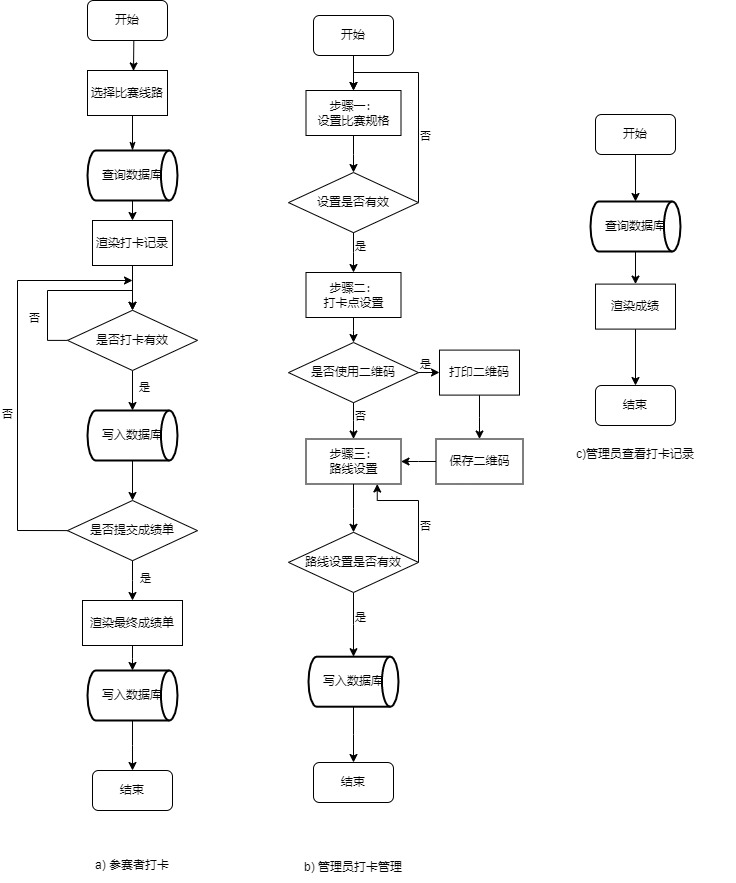 开始
选择比赛线路
查询数据库
渲染打卡记录
否
是否打卡有效
是
否
写入数据库
是否提交成绩单
是
渲染最终成绩单
写入数据库
结束
a) 参赛者打卡
开始
步骤一：
设置比赛规格
否
设置是否有效
是
步骤二：
打卡点设置
是否使用二维码
是
打印二维码
否
步骤三：
路线设置
保存二维码
否
路线设置是否有效
是
写入数据库
结束
b) 管理员打卡管理
开始
查询数据库
渲染成绩
结束
c)管理员查看打卡记录